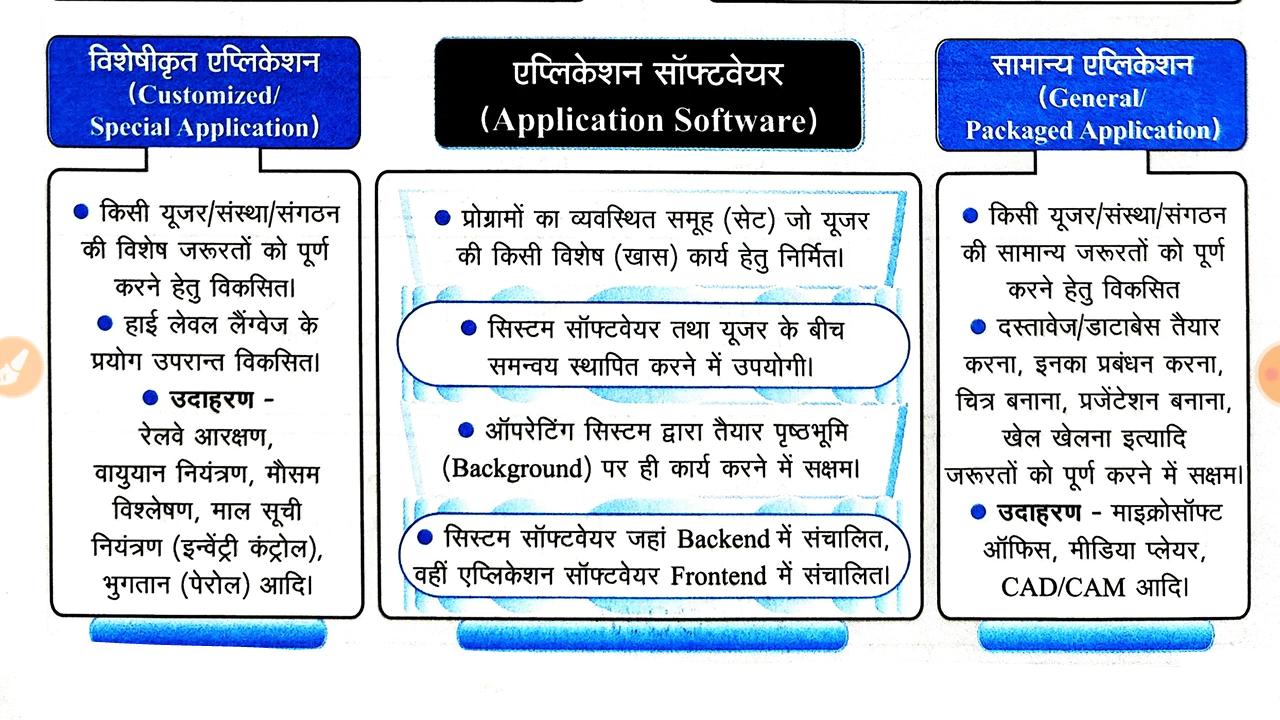 विशेषीकृत एप्लिकेशन
(Customized/
Special Application)
● किसी यूजर/संस्था/संगठन
की विशेष जरूरतों को पूर्ण
करने हेतु विकसित।
● हाई लेवल लैंग्वेज के
प्रयोग उपरान्त विकसित।
● उदाहरण -
रेलवे आरक्षण,
वायुयान नियंत्रण, मौसम
विश्लेषण, माल सूची
नियंत्रण (इन्वेंट्री कंट्रोल),
भुगतान (पेरोल) आदि।
एप्लिकेशन सॉफ्टवेयर
(Application Software)
● प्रोग्रामों का व्यवस्थित समूह (सेट) जो यूजर
की किसी विशेष (खास) कार्य हेतु निर्मित।
● सिस्टम सॉफ्टवेयर तथा यूजर के बीच
समन्वय स्थापित करने में उपयोगी।
● ऑपरेटिंग सिस्टम द्वारा तैयार पृष्ठभूमि
(Background) पर ही कार्य करने में सक्षम।
● सिस्टम सॉफ्टवेयर जहां Backend में संचालित,
वहीं एप्लिकेशन सॉफ्टवेयर Frontend में संचालित।
सामान्य एप्लिकेशन
(General/
Packaged Application)
● किसी यूजर/संस्था/संगठन
की सामान्य जरूरतों को पूर्ण
करने हेतु विकसित
● दस्तावेज/डाटाबेस तैयार
करना, इनका प्रबंधन करना,
चित्र बनाना, प्रजेंटेशन बनाना,
खेल खेलना इत्यादि
जरूरतों को पूर्ण करने में सक्षम।
● उदाहरण - माइक्रोसॉफ्ट
ऑफिस, मीडिया प्लेयर,
CAD/CAM आदि।